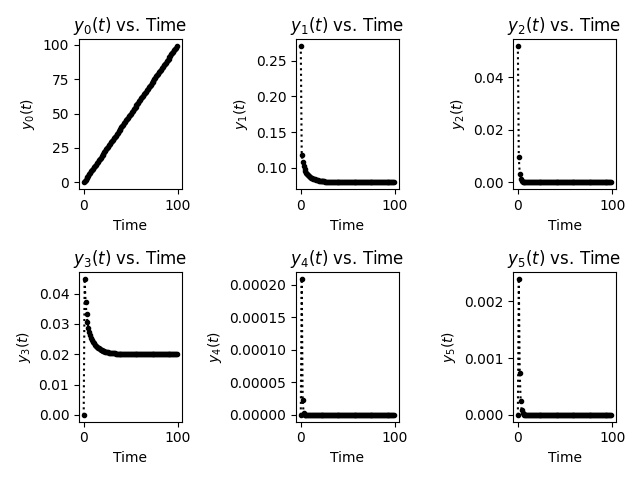 y₀(t) vs. Time
y₁(t) vs. Time
y₂(t) vs. Time
100
75
50
25
0
y₀(t)
0
100
Time
0.25
0.20
0.15
0.10
y₁(t)
0
100
Time
0.04
0.02
0.00
y₂(t)
0
100
Time
y₃(t) vs. Time
y₄(t) vs. Time
y₅(t) vs. Time
0.04
0.03
0.02
0.01
0.00
y₃(t)
0
100
Time
0.00020
0.00015
0.00010
0.00005
0.00000
y₄(t)
0
100
Time
0.002
0.001
0.000
y₅(t)
0
100
Time